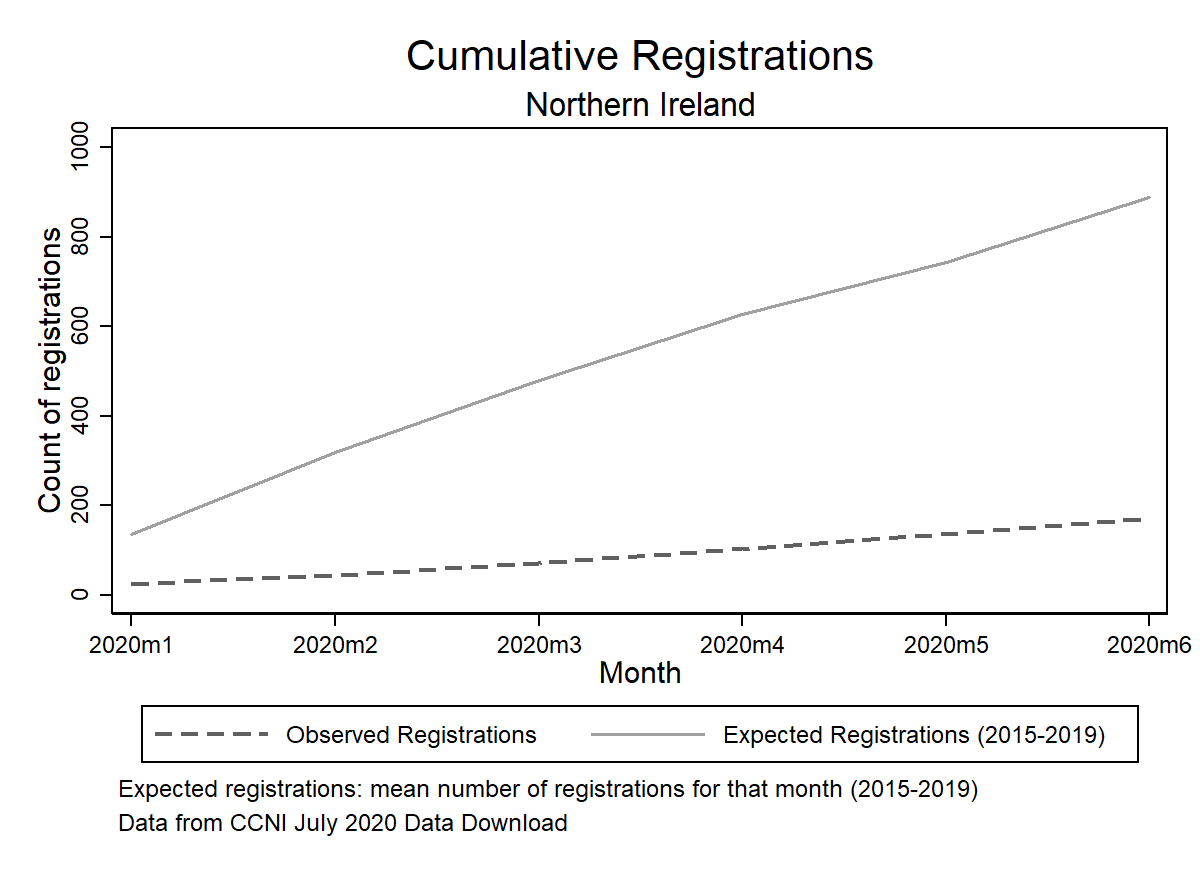 Cumulative Registrations
Northern Ireland
1000
800
600
400
200
0
Count of registrations
2020m1 2020m2 2020m3 2020m4 2020m5 2020m6
Month
Observed Registrations Expected Registrations (2015-2019)
Expected registrations: mean number of registrations for that month (2015-2019)
Data from CCNI July 2020 Data Download